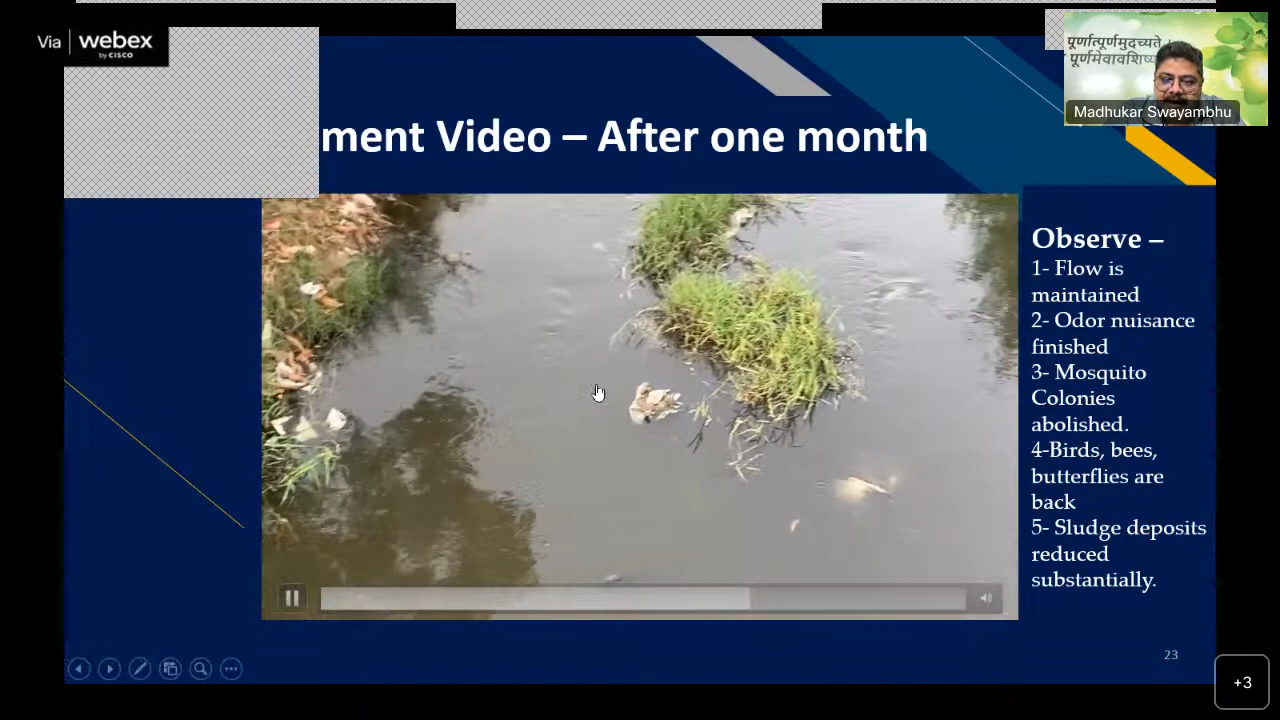 Via webex
by CISCO
पूर्णात्पूर्णमुदच्यते
पूर्णमेवावशिष्य
Madhukar Swayambhu
ment Video – After one month
Observe –
1- Flow is
maintained
2- Odor nuisance
finished
3- Mosquito
Colonies
abolished.
4-Birds, bees,
butterflies are
back
5- Sludge deposits
reduced
substantially.
23
+3